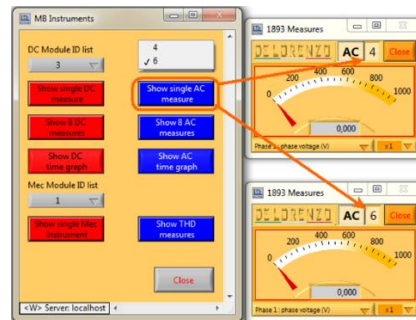 MB Instruments
DC Module ID list
4
✓ 6
3
Show single DC measure
Show single AC measure
Show 8 DC measures
Show 8 AC measures
Show DC time graph
Show AC time graph
Mec Module ID list
1
Show single Mec Instrument
Show THD measures
Close
<W> Server: localhost
1893 Measures
DELORENZO AC 4 Close
0 200 400 600 800 1000
0,000
Phase 1 : phase voltage (V) x1
1893 Measures
DELORENZO AC 6 Close
0 200 400 600 800 1000
0,000
Phase 1 : phase voltage (V) x1